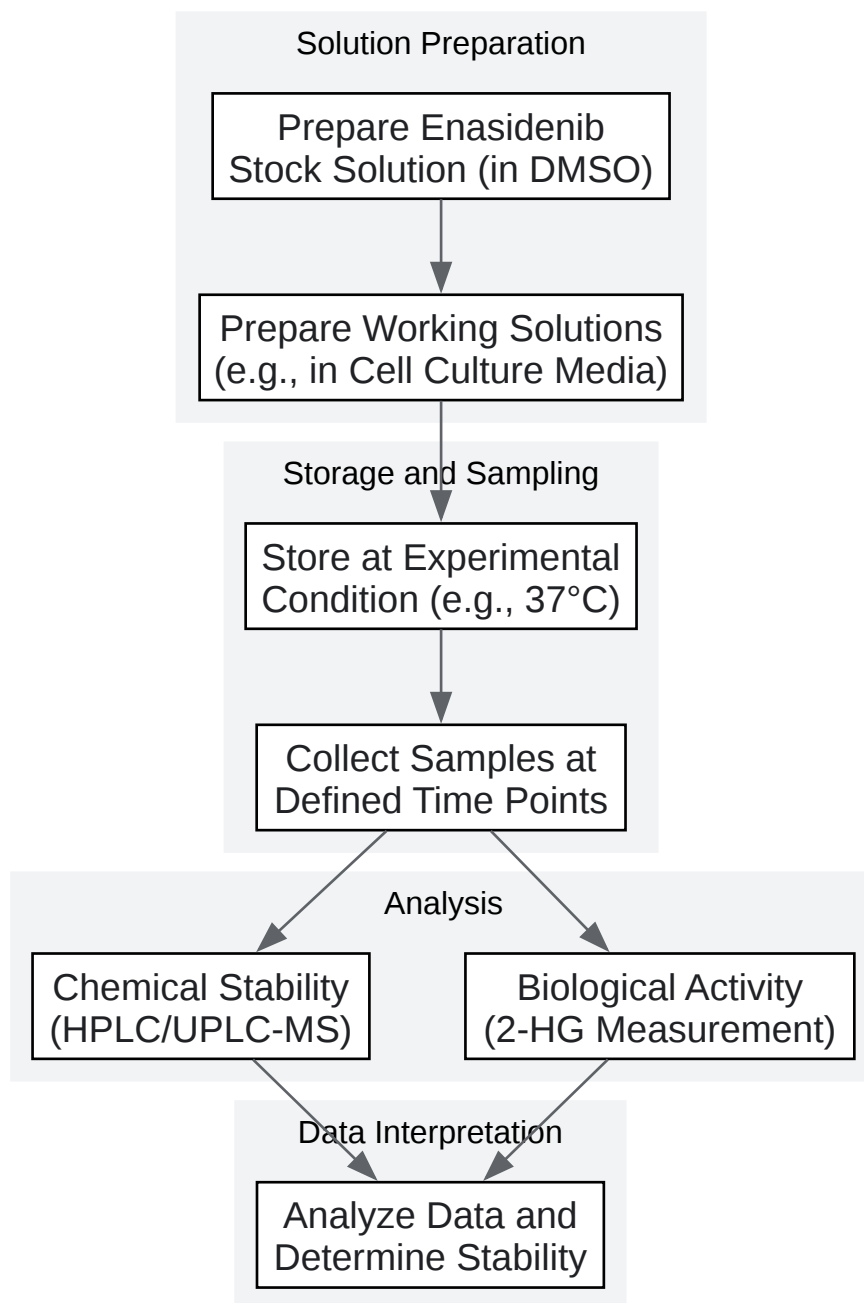 Solution Preparation
Prepare Enasidenib
Stock Solution (in DMSO)
Prepare Working Solutions
(e.g., in Cell Culture Media)
Storage and Sampling
Store at Experimental
Condition (e.g., 37°C)
Collect Samples at
Defined Time Points
Analysis
Chemical Stability
(HPLC/UPLC-MS)
Biological Activity
(2-HG Measurement)
Data Interpretation
Analyze Data and
Determine Stability